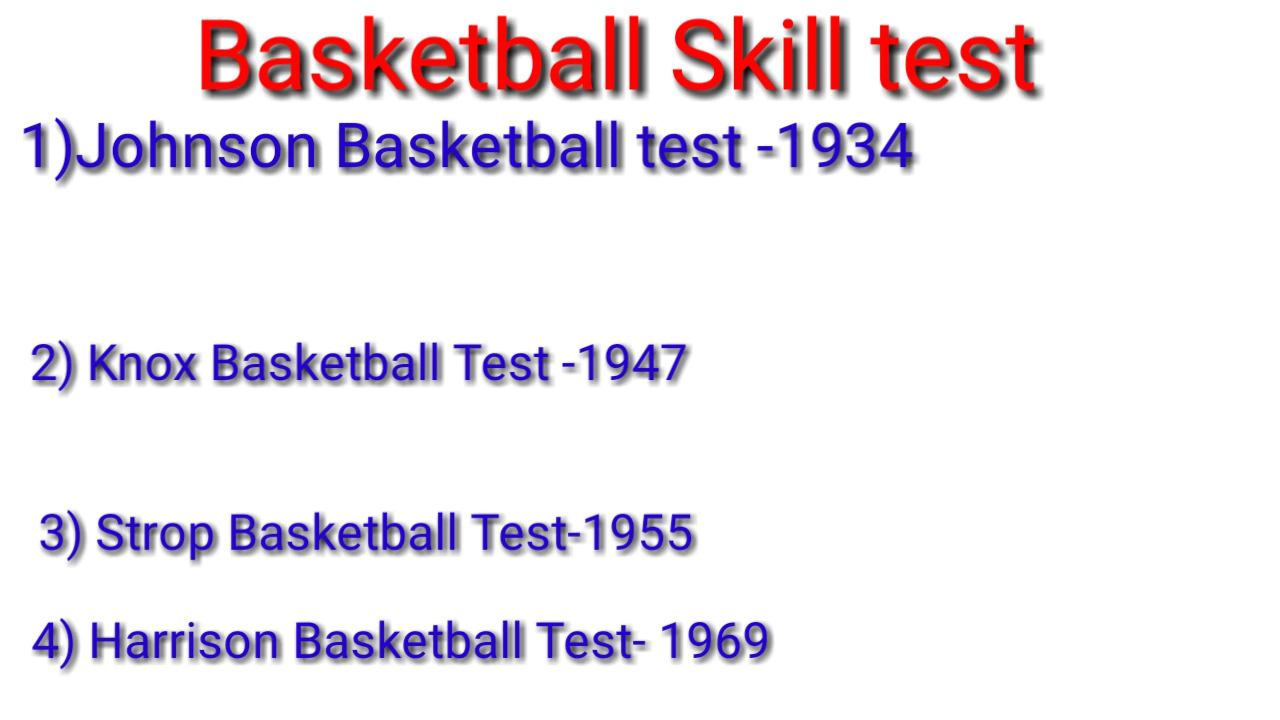 Basketball Skill test
1)Johnson Basketball test -1934
2) Knox Basketball Test -1947
3) Strop Basketball Test-1955
4) Harrison Basketball Test- 1969